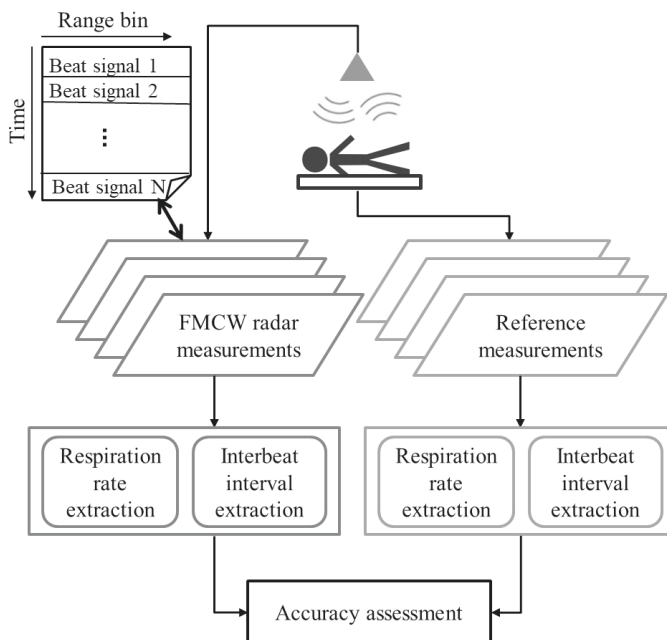 Range bin
Time
Beat signal 1
Beat signal 2
...
Beat signal N
FMCW radar
measurements
Reference
measurements
Respiration
rate
extraction
Interbeat
interval
extraction
Respiration
rate
extraction
Interbeat
interval
extraction
Accuracy assessment